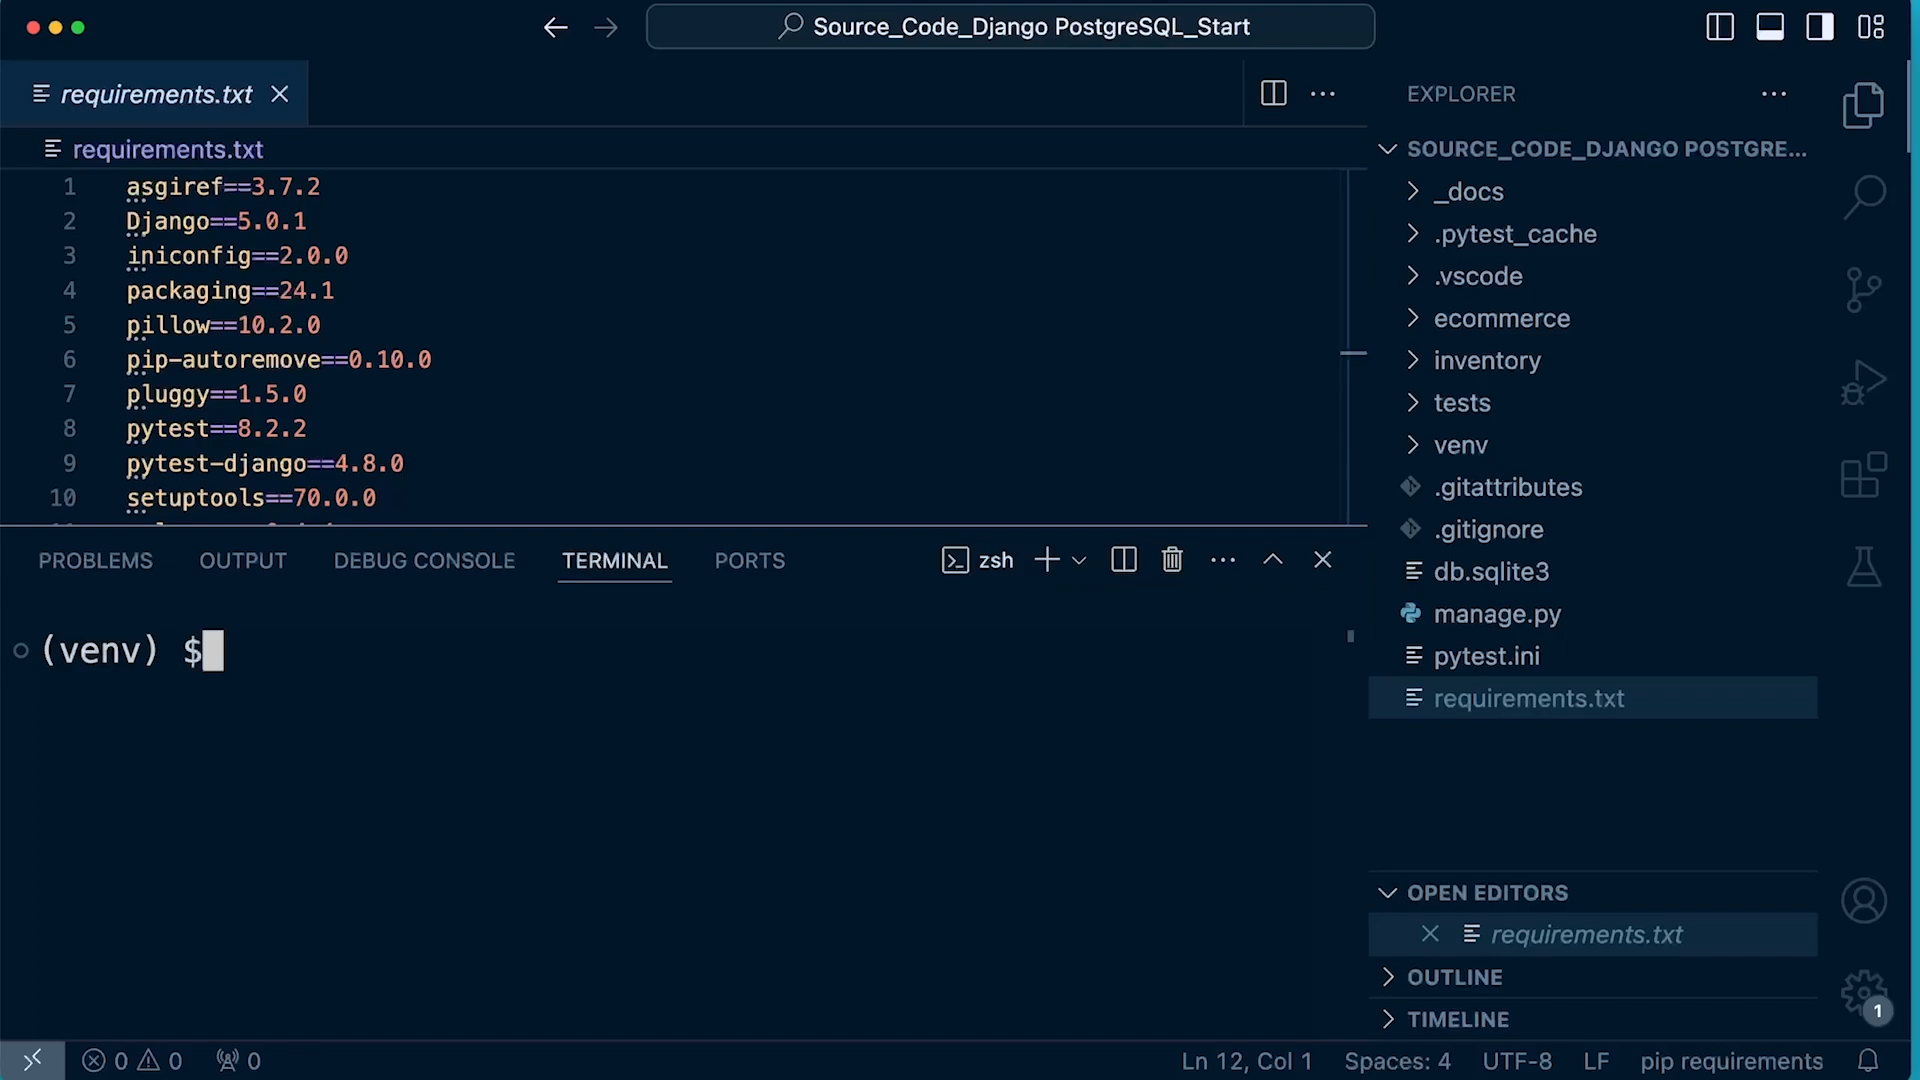 Source_Code_Django PostgreSQL_Start
requirements.txt
requirements.txt
1 asgiref==3.7.2
2 Django==5.0.1
3 iniconfig==2.0.0
4 packaging==24.1
5 pillow==10.2.0
6 pip-autoremove==0.10.0
7 pluggy==1.5.0
8 pytest==8.2.2
9 pytest-django==4.8.0
10 setuptools==70.0.0
PROBLEMS OUTPUT DEBUG CONSOLE TERMINAL PORTS zsh
(venv) $
EXPLORER
SOURCE_CODE_DJANGO POSTGRE...
_docs
.pytest_cache
.vscode
ecommerce
inventory
tests
venv
.gitattributes
.gitignore
db.sqlite3
manage.py
pytest.ini
requirements.txt
OPEN EDITORS
requirements.txt
OUTLINE
TIMELINE
1
0 0 0 Ln 12, Col 1 Spaces: 4 UTF-8 LF pip requirements